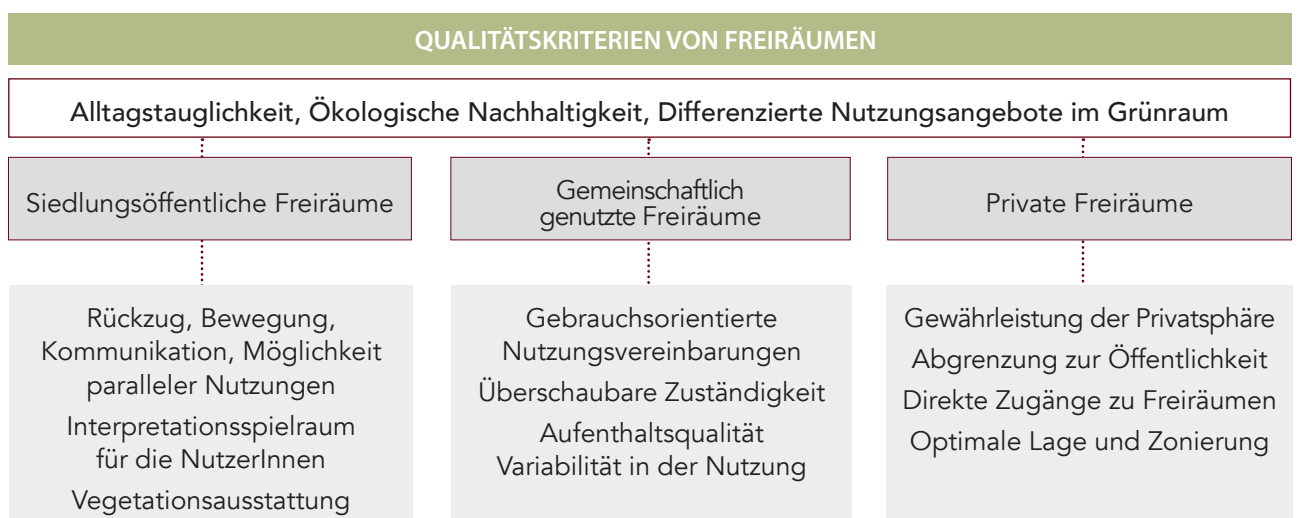 QUALITÄTSKRITERIEN VON FREIRÄUMEN
Alltagstauglichkeit, Ökologische Nachhaltigkeit, Differenzierte Nutzungsangebote im Grünraum
Siedlungsöffentliche Freiräume
Rückzug, Bewegung,
Kommunikation, Möglichkeit
paralleler Nutzungen
Interpretationsspielraum
für die NutzerInnen
Vegetationsausstattung
Gemeinschaftlich
genutzte Freiräume
Gebrauchsorientierte
Nutzungsvereinbarungen
Überschaubare Zuständigkeit
Aufenthaltsqualität
Variabilität in der Nutzung
Private Freiräume
Gewährleistung der Privatsphäre
Abgrenzung zur Öffentlichkeit
Direkte Zugänge zu Freiräumen
Optimale Lage und Zonierung